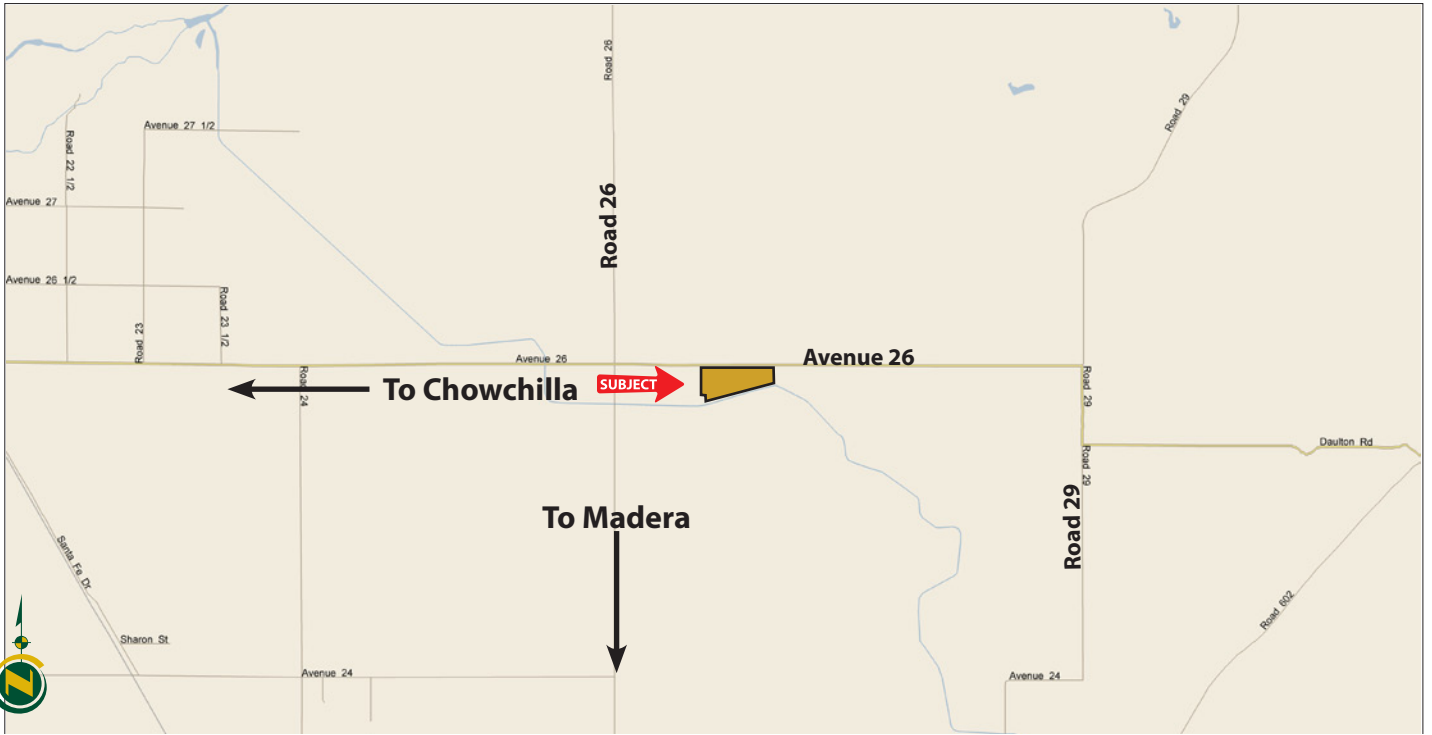 Road 26
Road 29
Avenue 27 1/2
Road 22 1/2
Avenue 27
Road 26
Avenue 26 1/2
Road 23 1/2
Road 23
Avenue 26
Avenue 26
To Chowchilla
SUBJECT
Road 24
Road 29
Daulton Rd
Road 29
Road 29
To Madera
Santa Fe Dr
Road 602
Sharon St
Avenue 24
Avenue 24
N